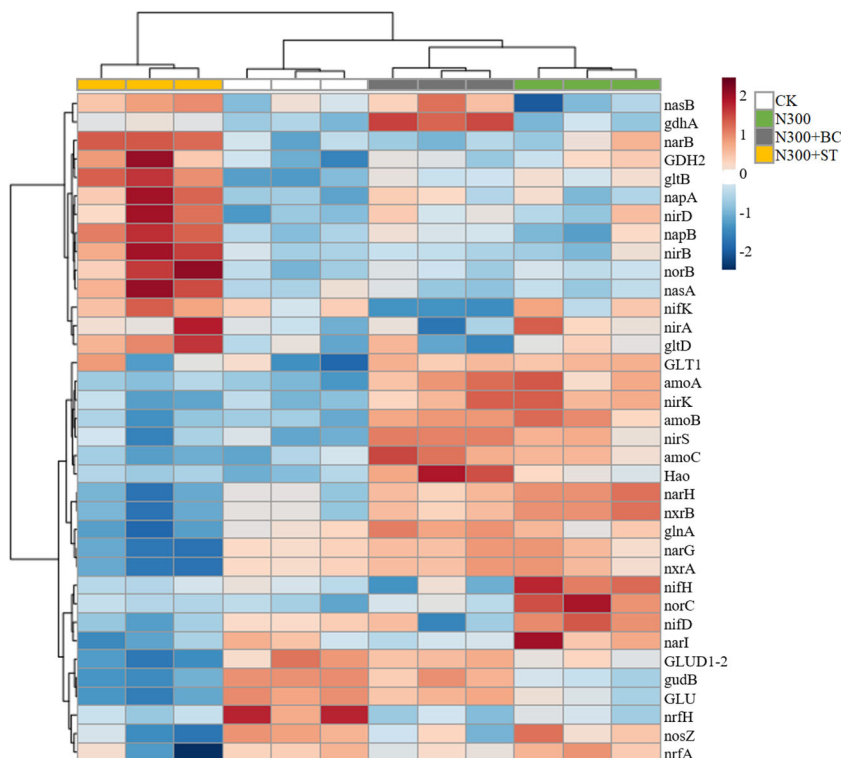 nasB
gdhA
narB
GDH2
gltB
napA
nirD
napB
nirB
norB
nasA
nifK
nirA
gltD
GLT1
amoA
nirK
amoB
nirS
amoC
Hao
narH
nxrB
glnA
narG
nxrA
nifH
norC
nifD
narI
GLUD1-2
gudB
GLU
nrfH
nosZ
nrfA
2
1
0
-1
-2
CK
N300
N300+BC
N300+ST